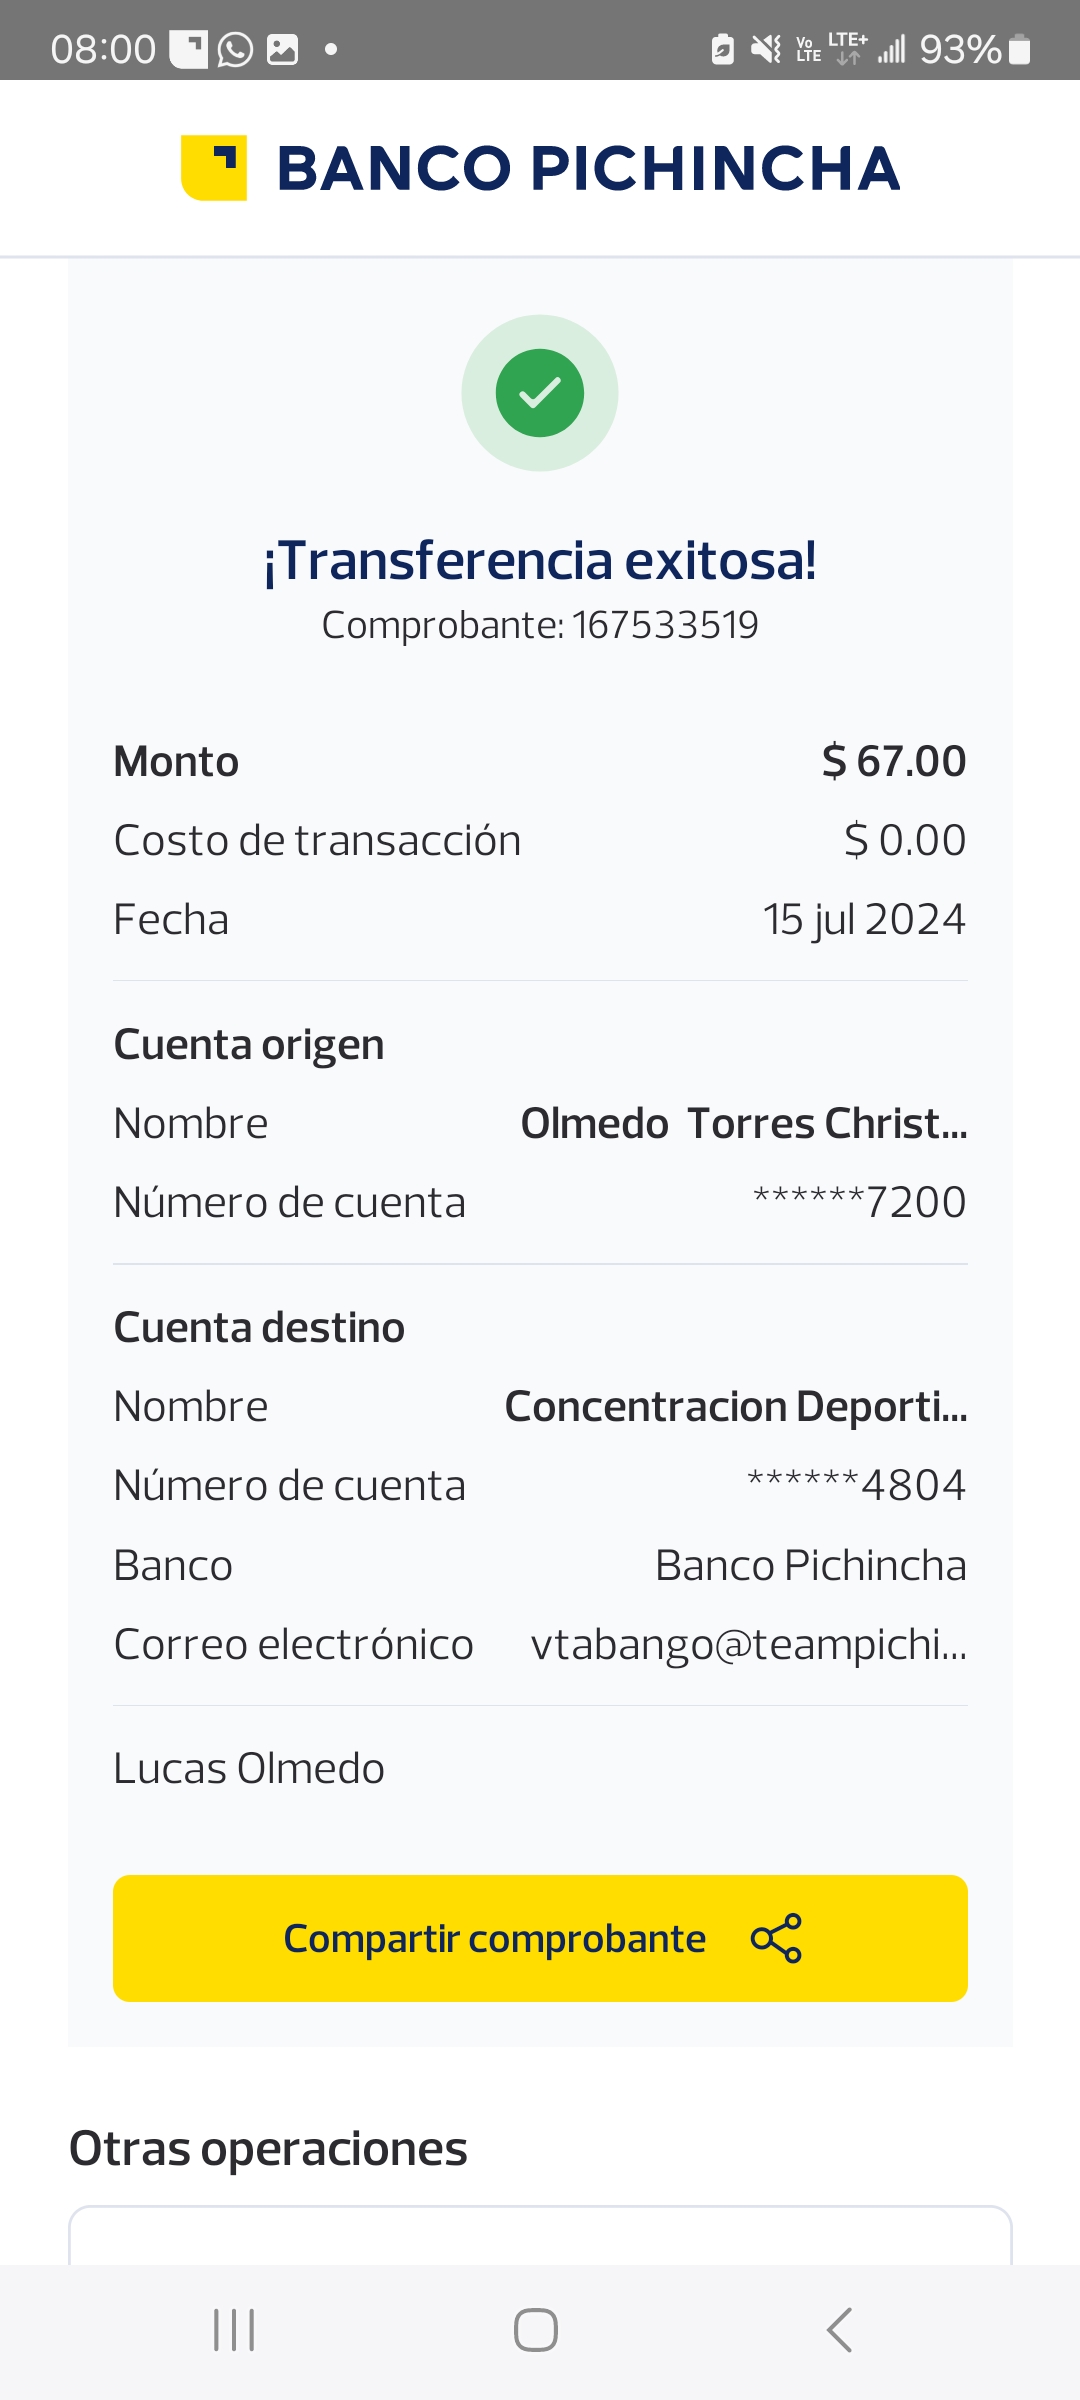 08:00 Vo LTE LTE+ 93%
BANCO PICHINCHA
¡Transferencia exitosa!
Comprobante: 167533519
Monto $ 67.00
Costo de transacción $ 0.00
Fecha 15 jul 2024
Cuenta origen
Nombre Olmedo Torres Christ...
Número de cuenta ******7200
Cuenta destino
Nombre Concentracion Deporti...
Número de cuenta ******4804
Banco Banco Pichincha
Correo electrónico vtabango@teampichi...
Lucas Olmedo
Compartir comprobante
Otras operaciones